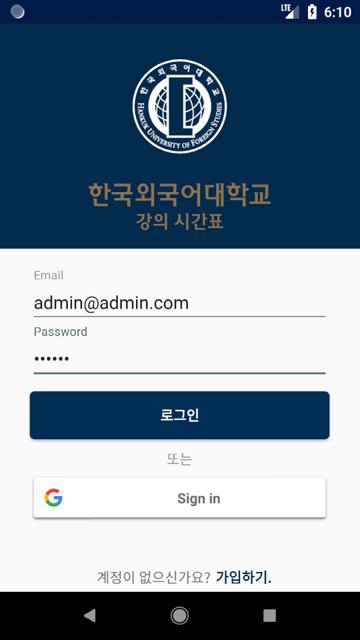 LTE 6:10
한국외국어대학교
HANKUK UNIVERSITY OF FOREIGN STUDIES
한국외국어대학교
강의 시간표
Email
admin@admin.com
Password
••••••
로그인
또는
G Sign in
계정이 없으신가요? 가입하기.